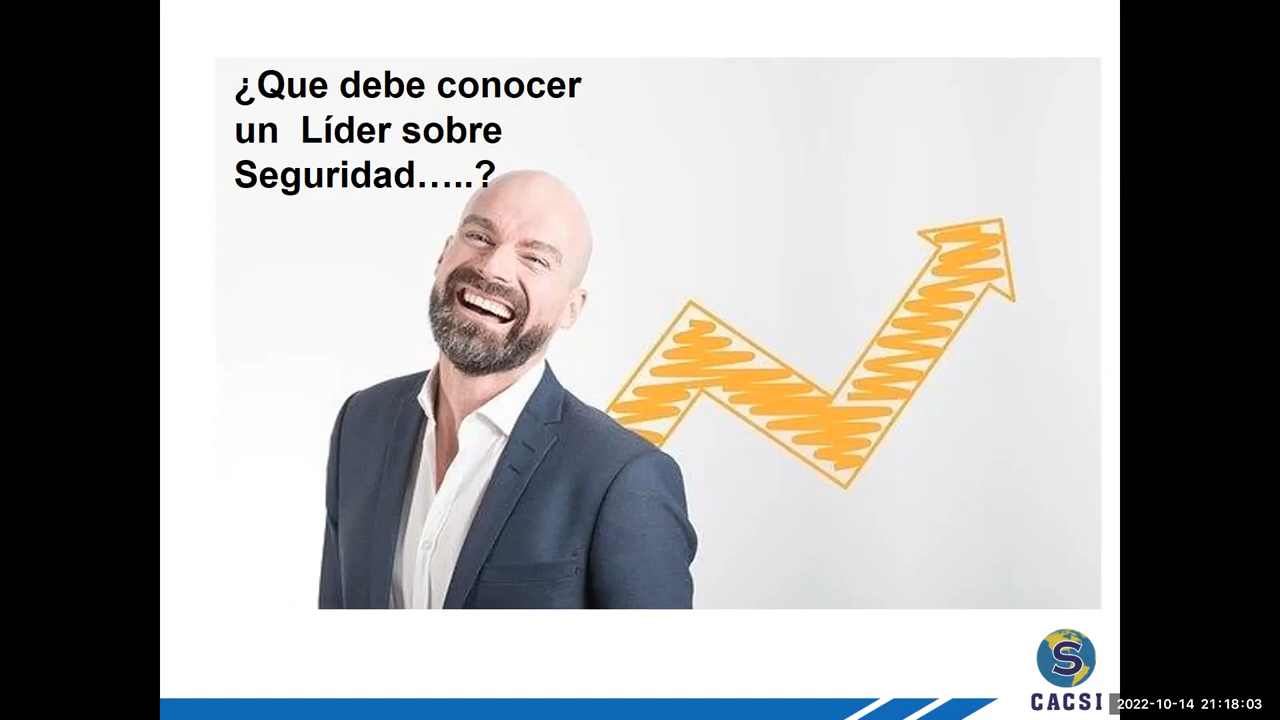 ¿Que debe conocer
un  Líder sobre
Seguridad…..?
S
CACSI
2022-10-14 21:18:03